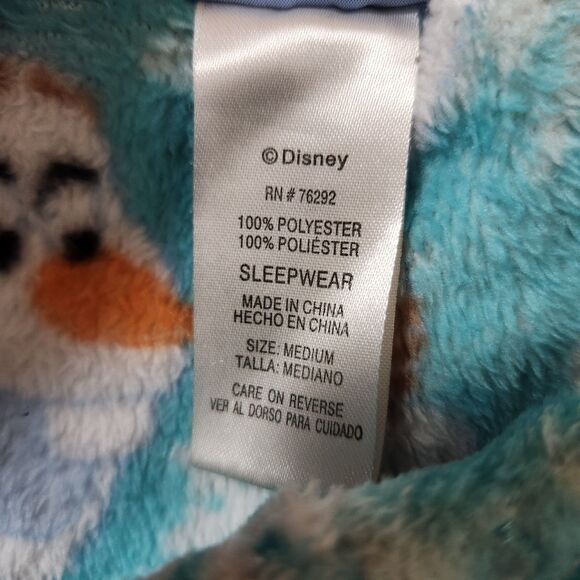 © Disney
RN # 76292
100% POLYESTER
100% POLIÉSTER
SLEEPWEAR
MADE IN CHINA
HECHO EN CHINA
SIZE: MEDIUM
TALLA: MEDIANO
CARE ON REVERSE
VER AL DORSO PARA CUIDADO